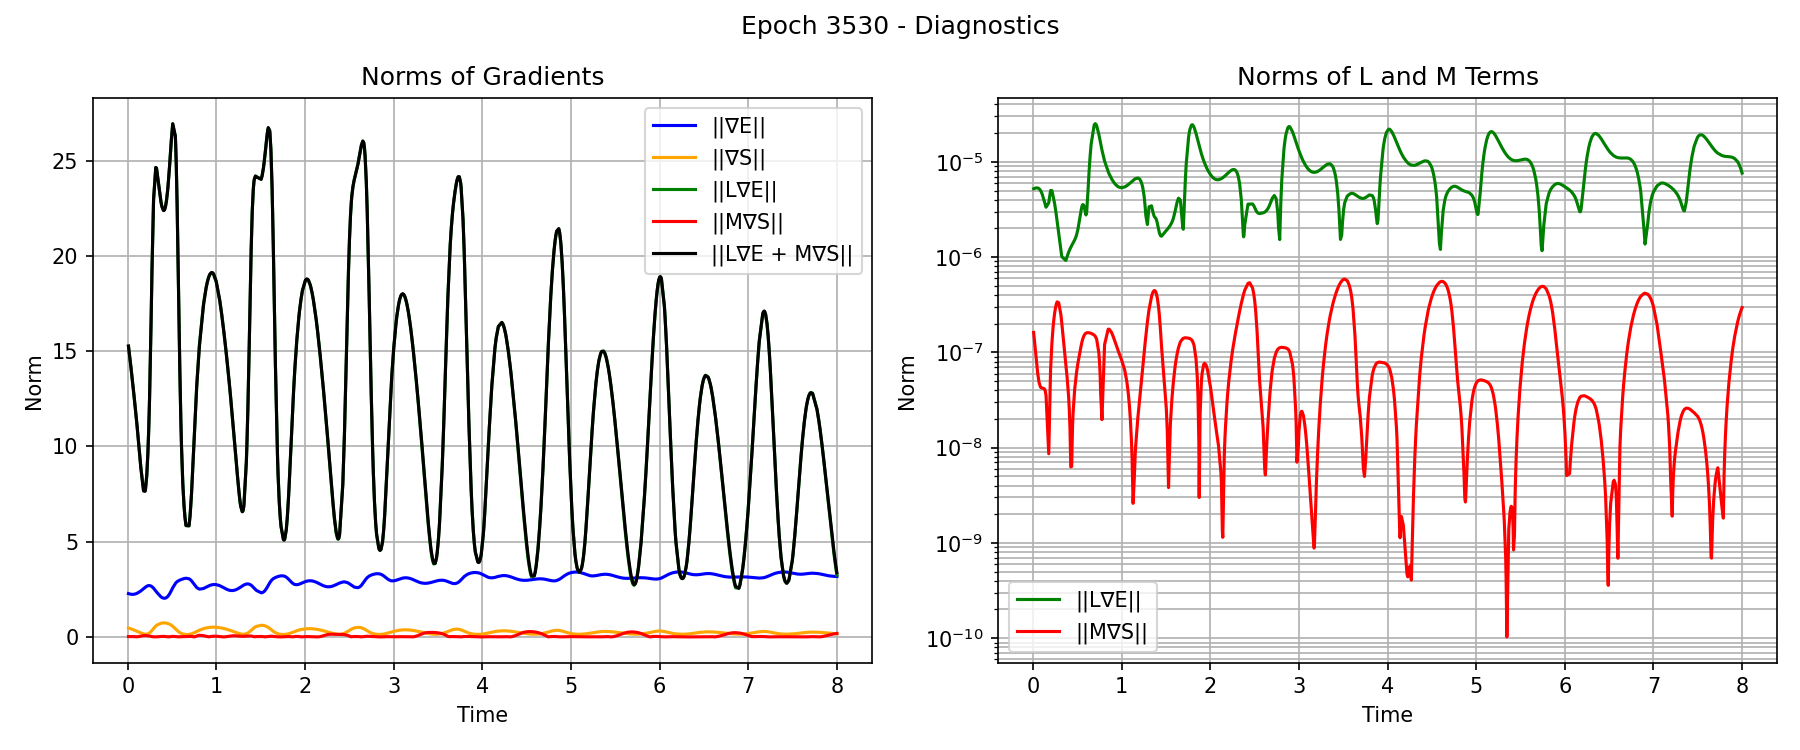 Epoch 3530 - Diagnostics
Norms of Gradients
Norm
25
20
15
10
5
0
||∇E||
||∇S||
||L∇E||
||M∇S||
||L∇E + M∇S||
0 1 2 3 4 5 6 7 8
Time
Norms of L and M Terms
Norm
10⁻⁵
10⁻⁶
10⁻⁷
10⁻⁸
10⁻⁹
10⁻¹⁰
||L∇E||
||M∇S||
0 1 2 3 4 5 6 7 8
Time